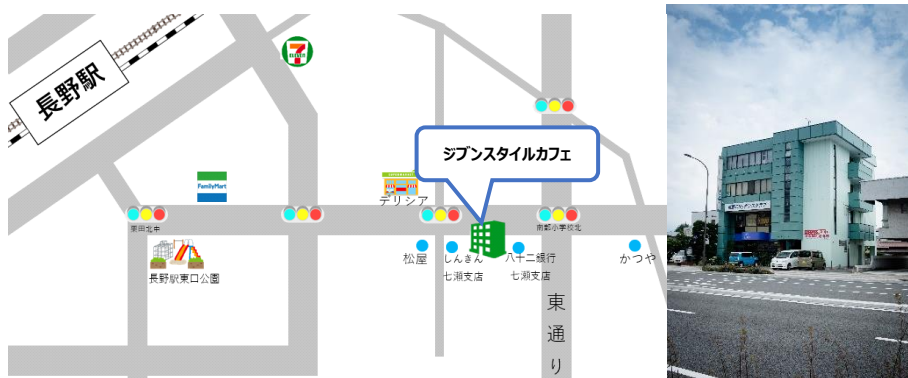 長野駅
7
ELEVEN
ジブンスタイルカフェ
FamilyMart
デリシア
栗田北中
南部小学校北
長野駅東口公園
松屋
しんきん
七瀬支店
八十二銀行
七瀬支店
かつや
東通り